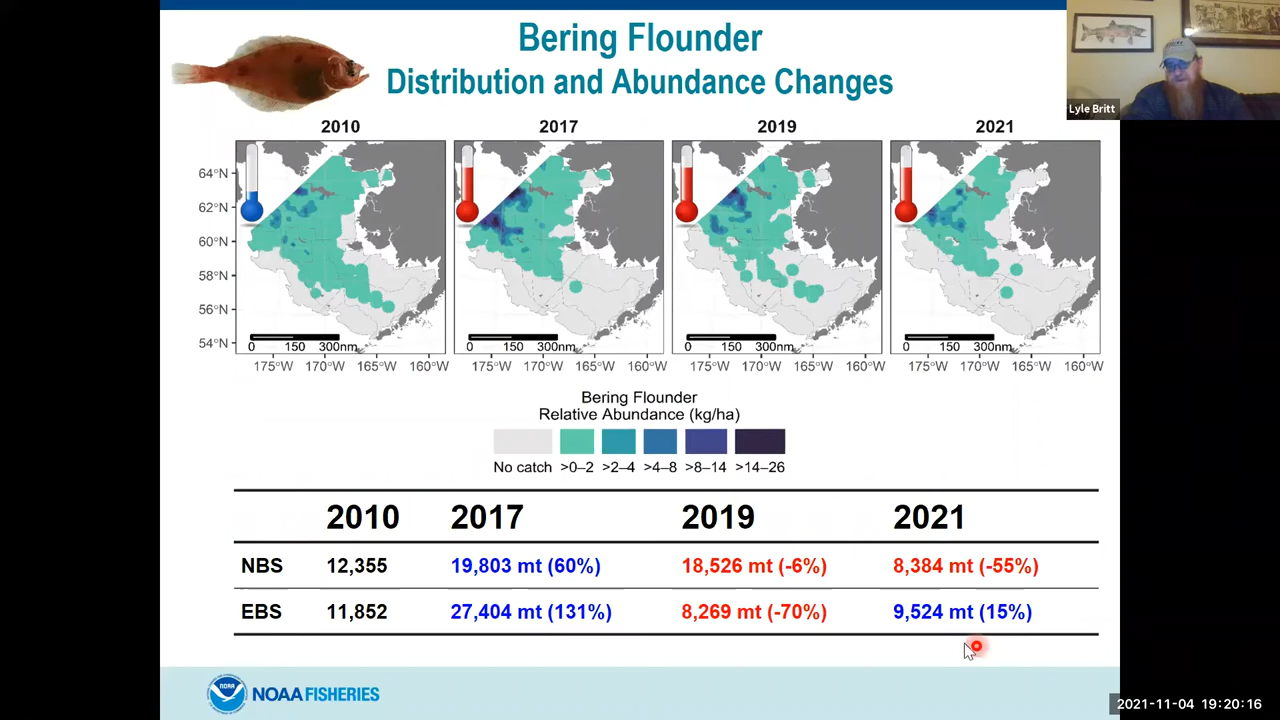 Bering Flounder
Distribution and Abundance Changes
Lyle Britt
2010 2017 2019 2021
64°N
62°N
60°N
58°N
56°N
54°N
0 150 300nm 0 150 300nm 0 150 300nm 0 150 300nm
175°W 170°W 165°W 160°W 175°W 170°W 165°W 160°W 175°W 170°W 165°W 160°W 175°W 170°W 165°W 160°W
Bering Flounder
Relative Abundance (kg/ha)
No catch >0–2 >2–4 >4–8 >8–14 >14–26
2010 2017 2019 2021
NBS 12,355 19,803 mt (60%) 18,526 mt (-6%) 8,384 mt (-55%)
EBS 11,852 27,404 mt (131%) 8,269 mt (-70%) 9,524 mt (15%)
NOAA NOAA FISHERIES
2021-11-04 19:20:16